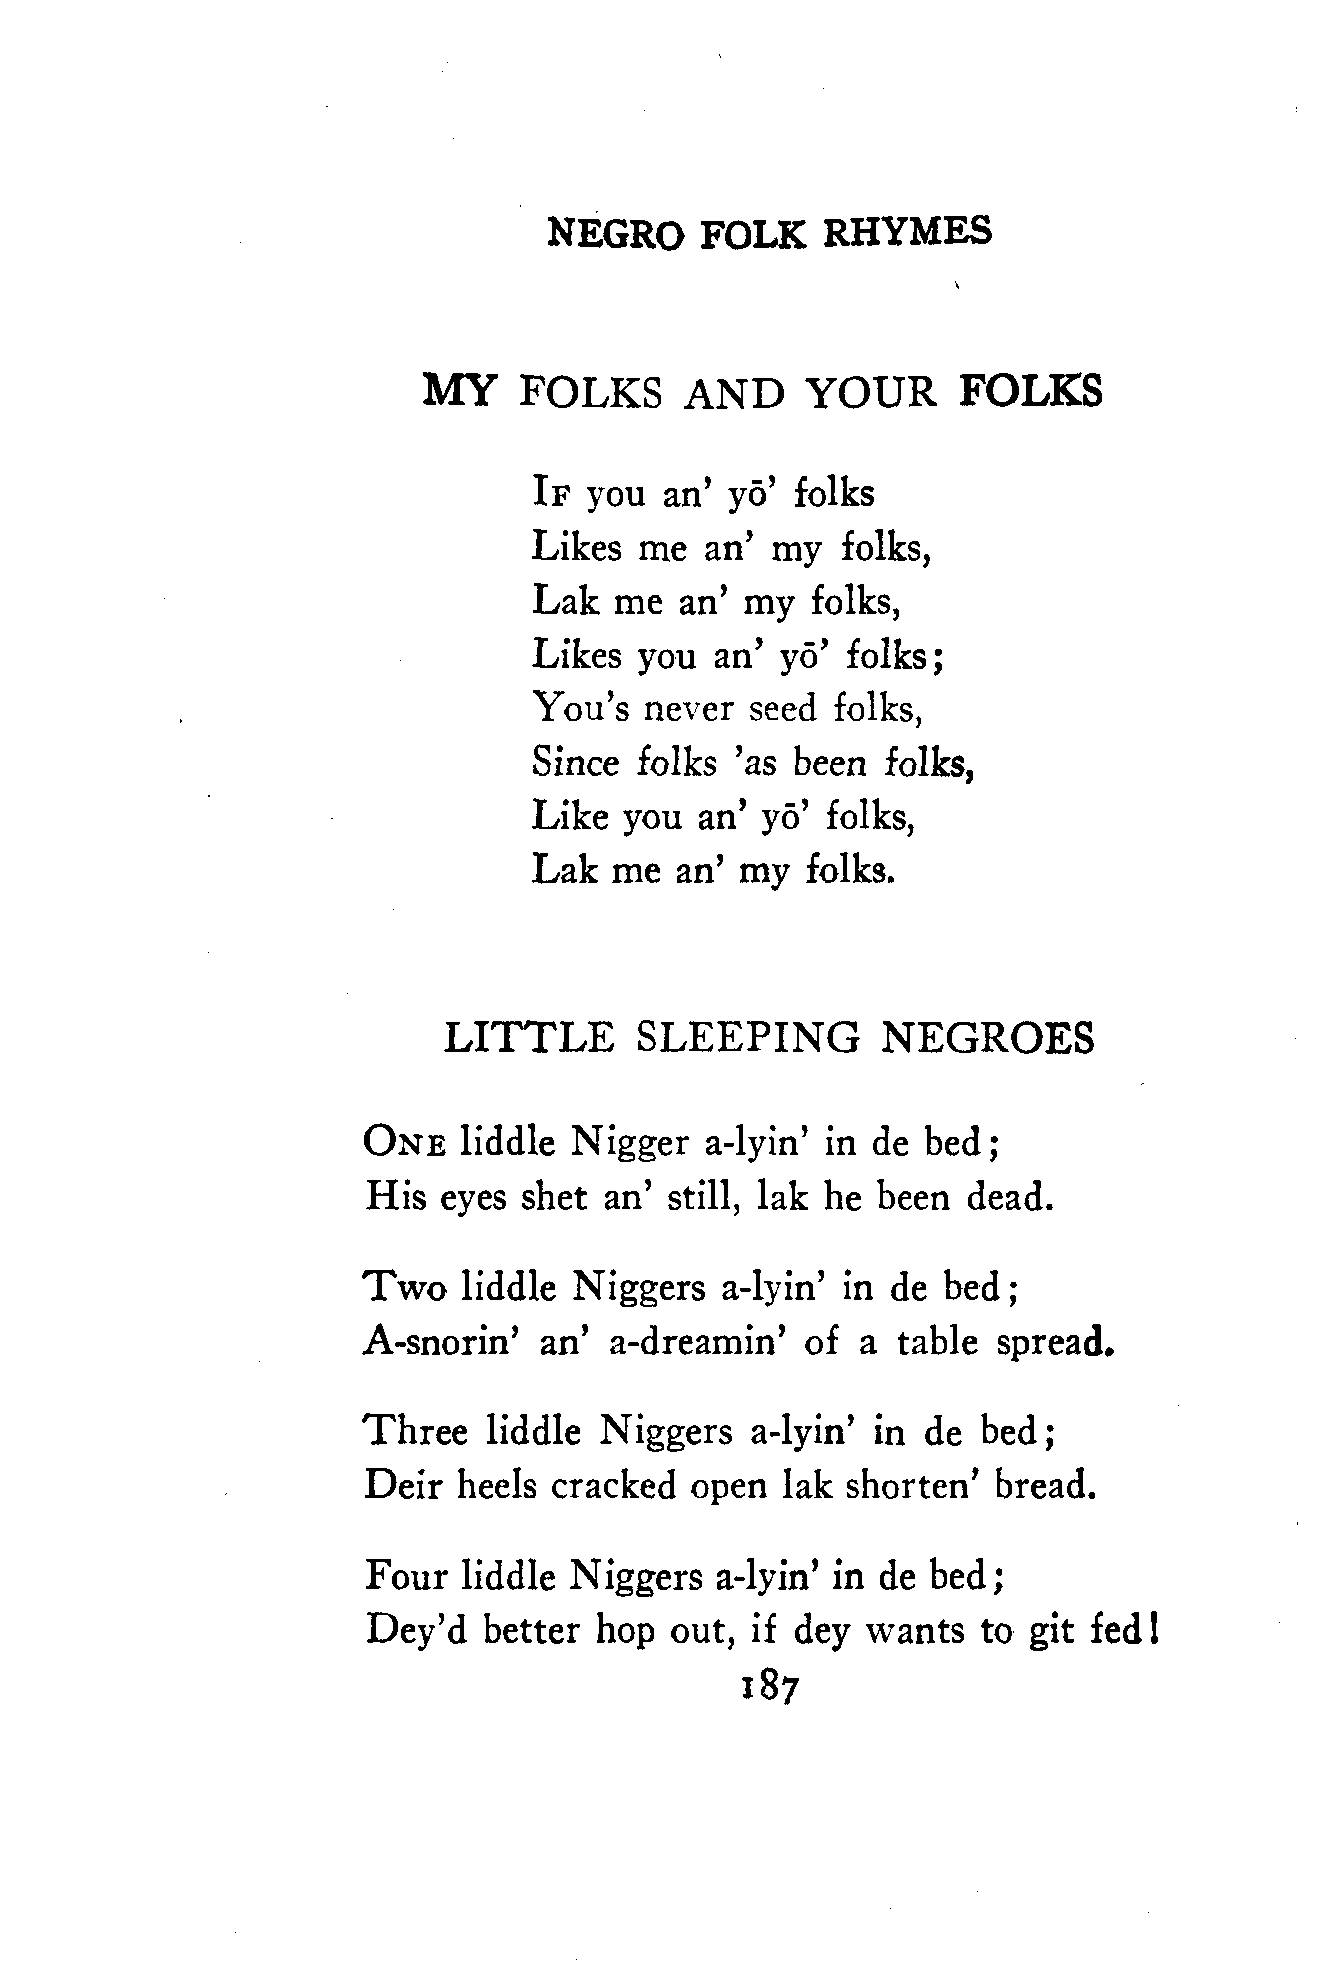 NEGRO FOLK RHYMES
MY FOLKS AND YOUR FOLKS
IF you an' yō' folks
Likes me an' my folks,
Lak me an' my folks,
Likes you an' yō' folks;
You's never seed folks,
Since folks 'as been folks,
Like you an' yō' folks,
Lak me an' my folks.
LITTLE SLEEPING NEGROES
ONE liddle Nigger a-lyin' in de bed;
His eyes shet an' still, lak he been dead.
Two liddle Niggers a-lyin' in de bed;
A-snorin' an' a-dreamin' of a table spread.
Three liddle Niggers a-lyin' in de bed;
Deir heels cracked open lak shorten' bread.
Four liddle Niggers a-lyin' in de bed;
Dey'd better hop out, if dey wants to git fed!
187